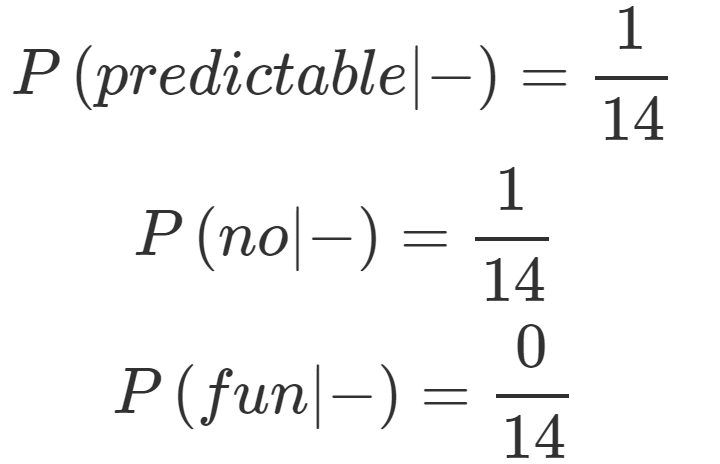 P(predictable|−) = 1/14
P(no|−) = 1/14
P(fun|−) = 0/14